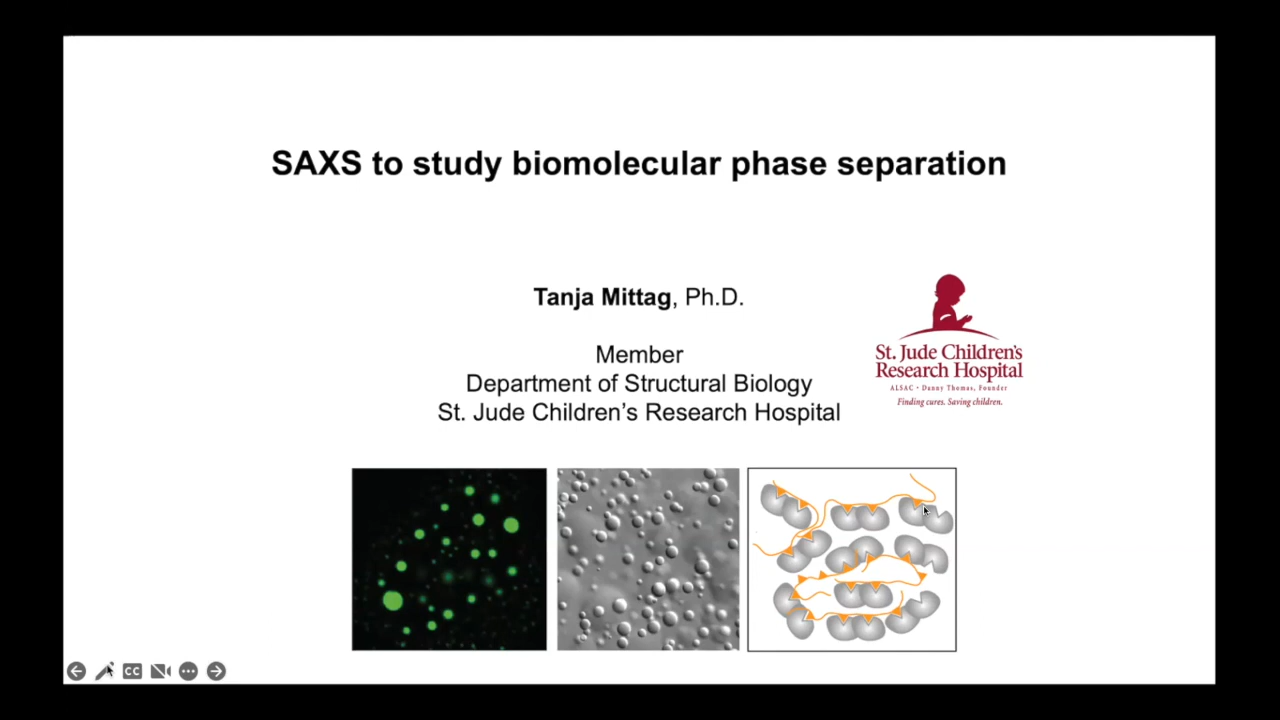 SAXS to study biomolecular phase separation
Tanja Mittag, Ph.D.
Member
Department of Structural Biology
St. Jude Children's Research Hospital
St. Jude Children's
Research Hospital
ALSAC • Danny Thomas, Founder
Finding cures. Saving children.
CC